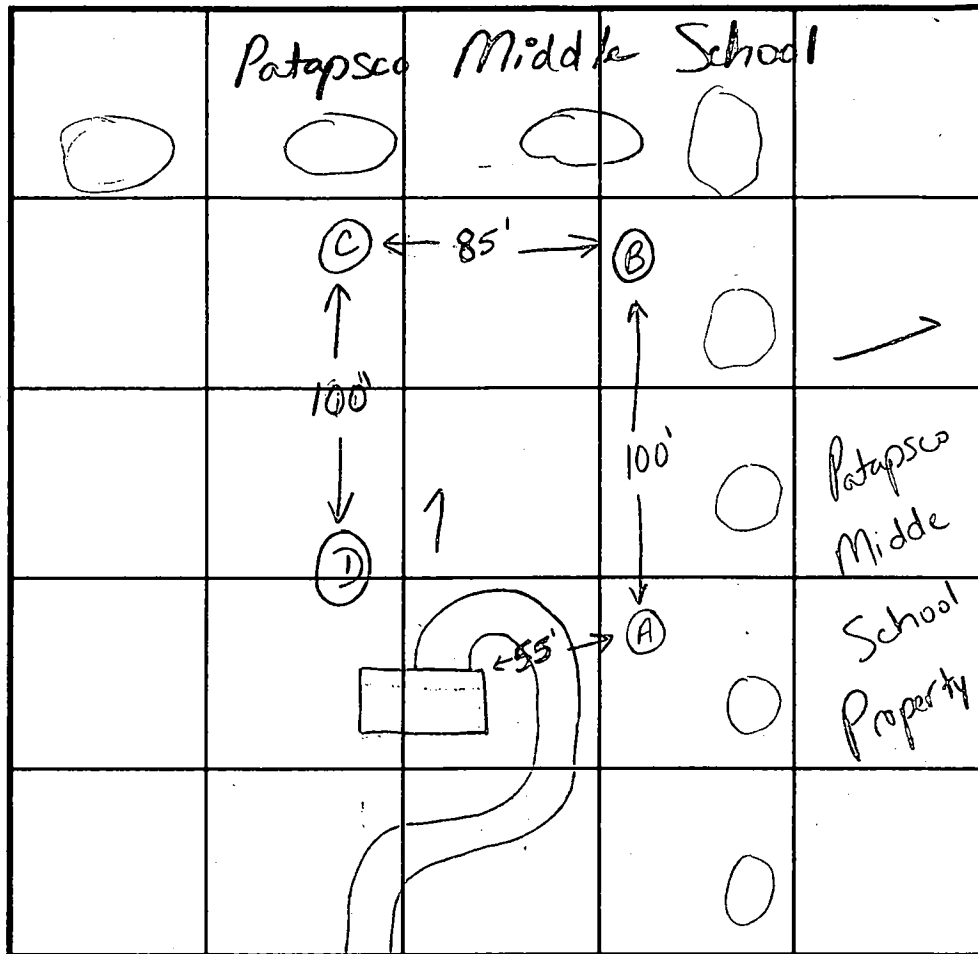 Patapsco Middle School
C 85' B
100'
100'
D
Patapsco
Midde
School
Property
55' A